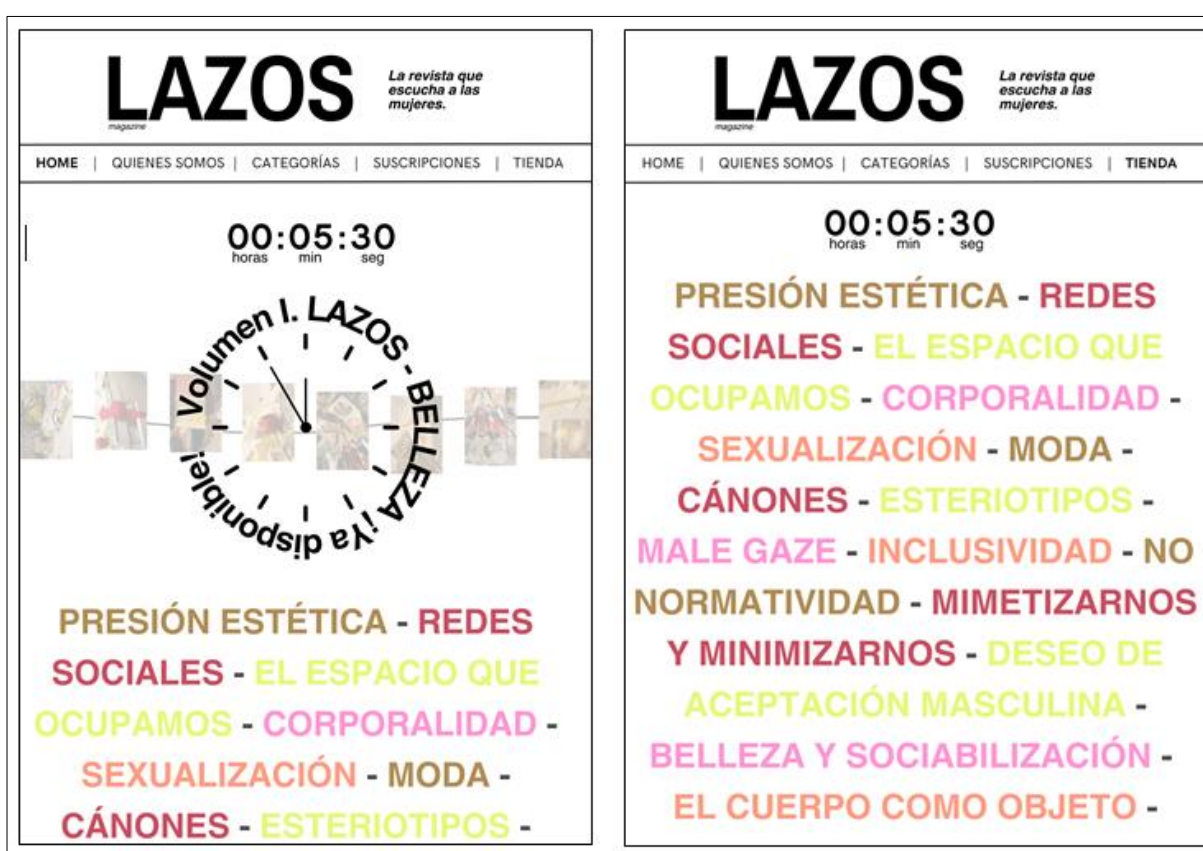 LAZOS
magazine
La revista que
escucha a las
mujeres.
HOME | QUIENES SOMOS | CATEGORÍAS | SUSCRIPCIONES | TIENDA
00:05:30
horas min seg
Volumen I. LAZOS - BELLEZA ¡Ya disponible!
PRESIÓN ESTÉTICA - REDES
SOCIALES - EL ESPACIO QUE
OCUPAMOS - CORPORALIDAD -
SEXUALIZACIÓN - MODA -
CÁNONES - ESTERIOTIPOS -
LAZOS
magazine
La revista que
escucha a las
mujeres.
HOME | QUIENES SOMOS | CATEGORÍAS | SUSCRIPCIONES | TIENDA
00:05:30
horas min seg
PRESIÓN ESTÉTICA - REDES
SOCIALES - EL ESPACIO QUE
OCUPAMOS - CORPORALIDAD -
SEXUALIZACIÓN - MODA -
CÁNONES - ESTERIOTIPOS -
MALE GAZE - INCLUSIVIDAD - NO
NORMATIVIDAD - MIMETIZARNOS
Y MINIMIZARNOS - DESEO DE
ACEPTACIÓN MASCULINA -
BELLEZA Y SOCIABILIZACIÓN -
EL CUERPO COMO OBJETO -